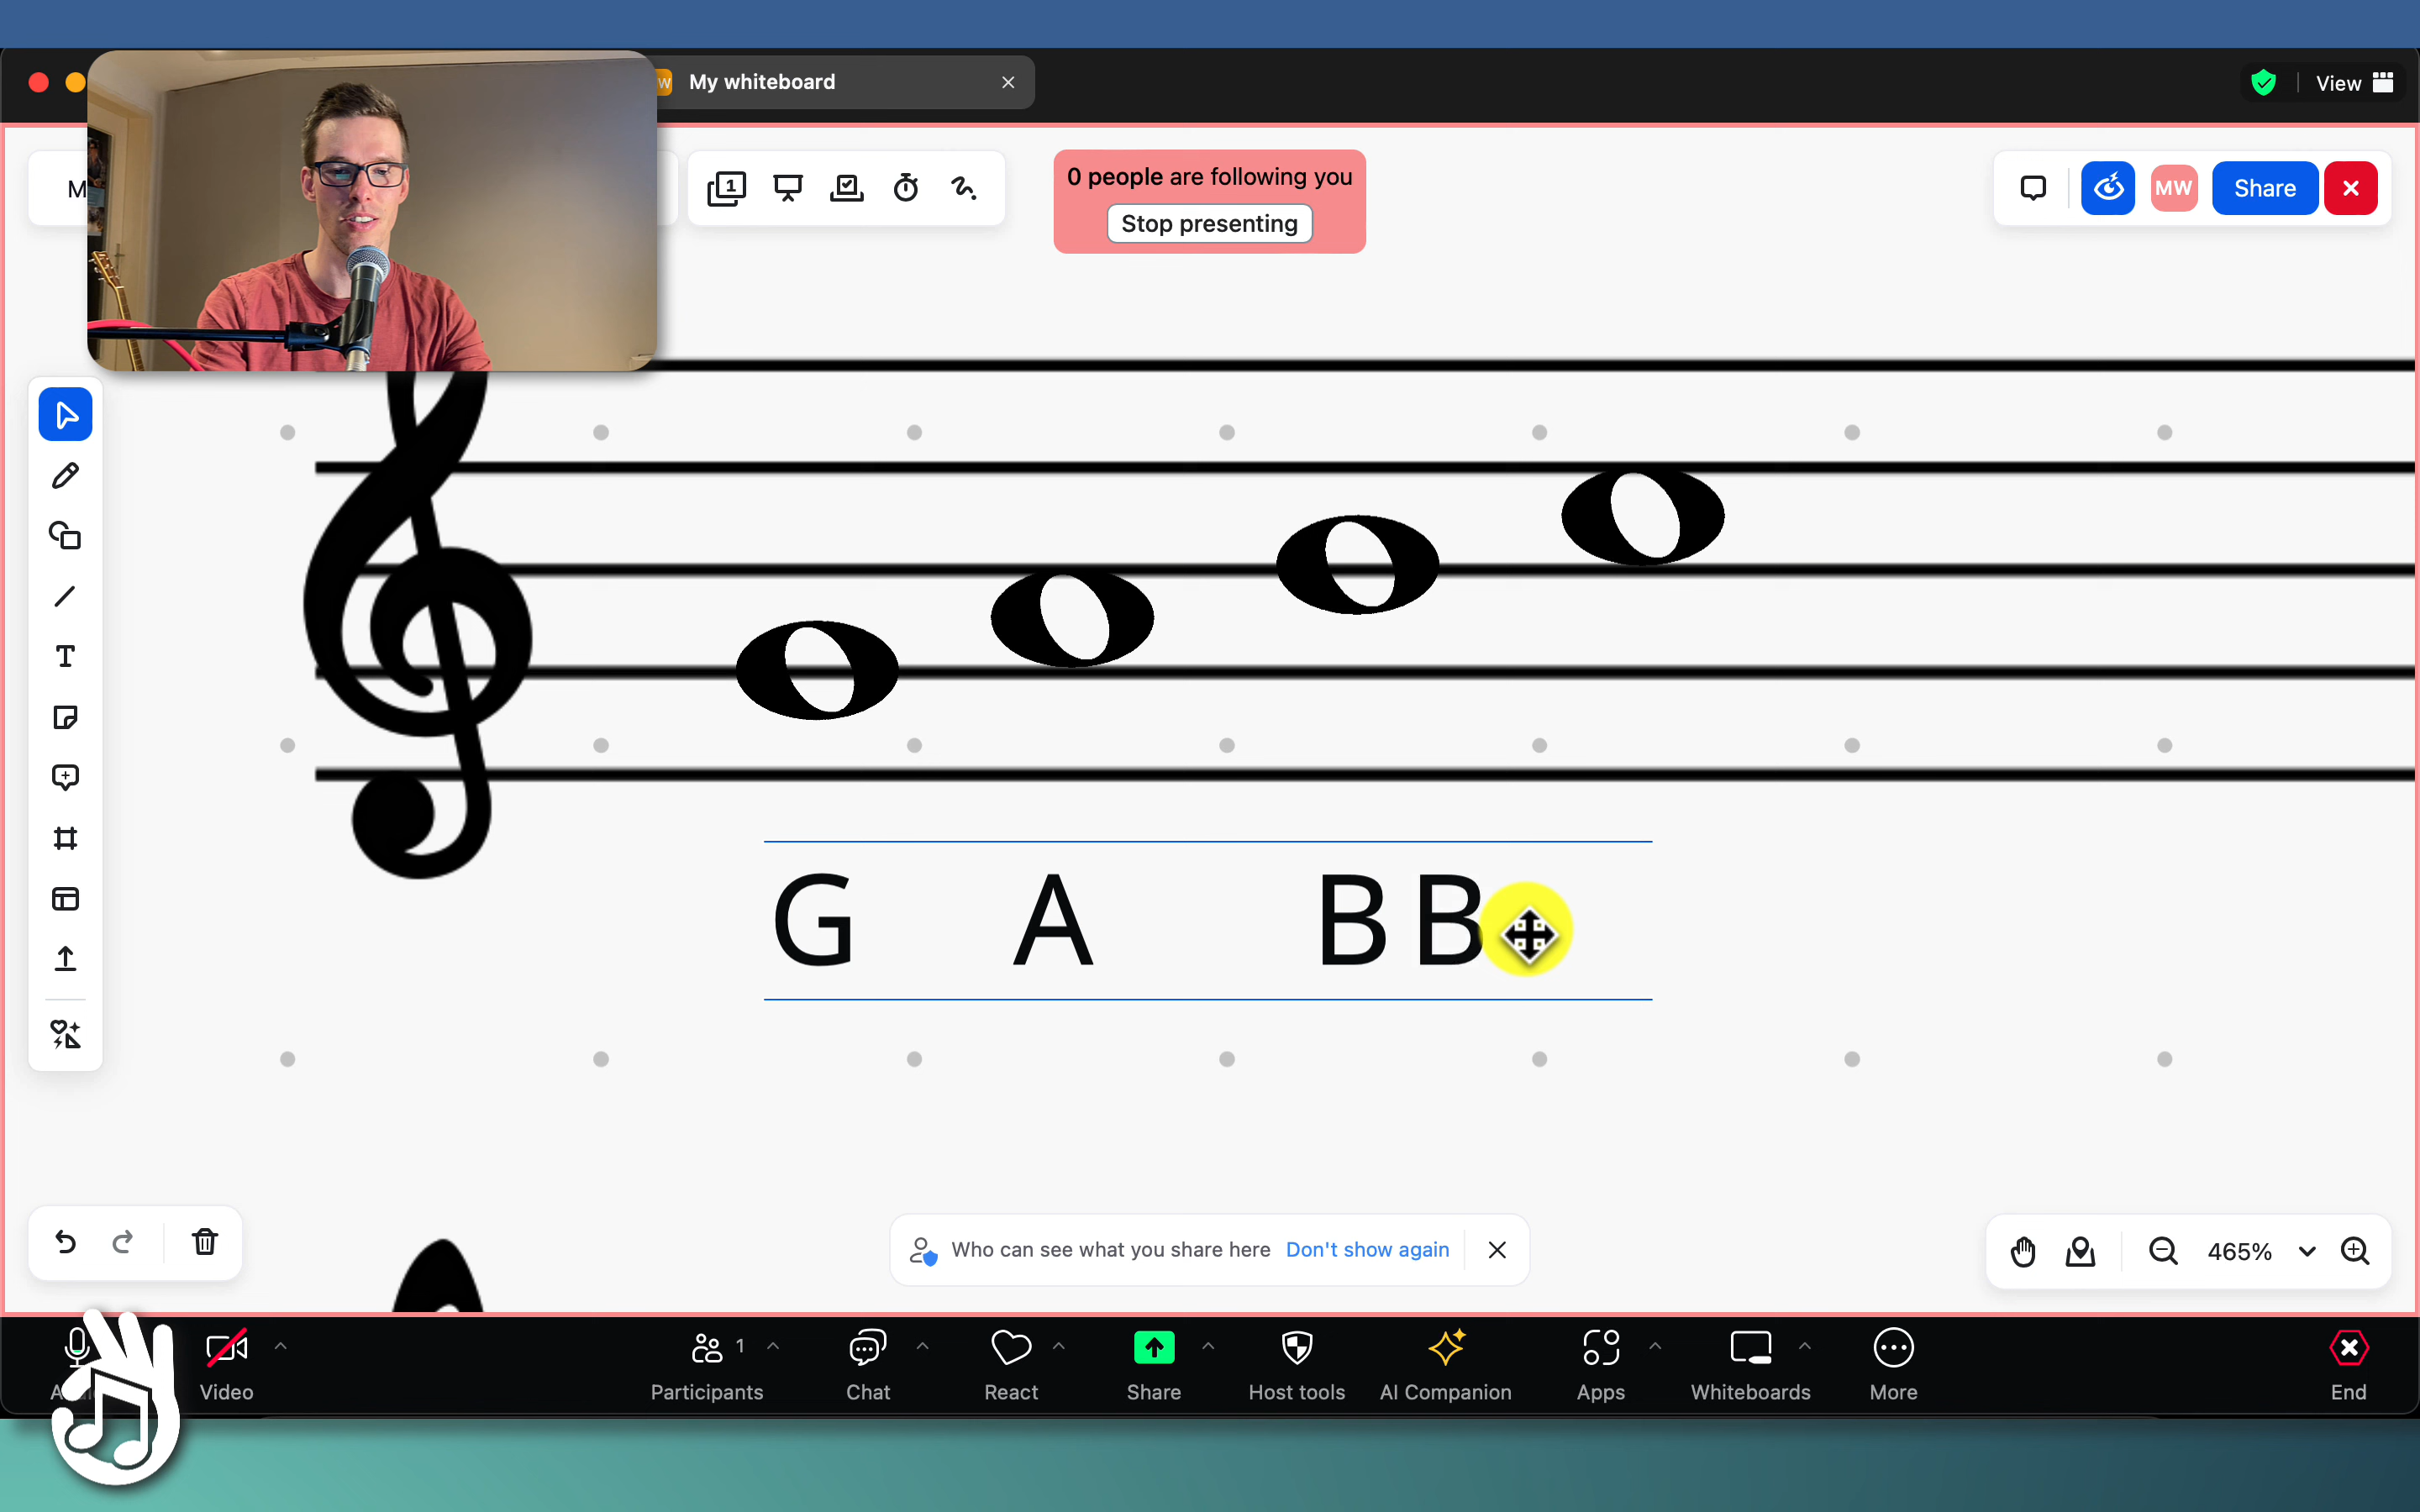 My whiteboard
View
M
1
0 people are following you
Stop presenting
MW
Share
G A B B
Who can see what you share here Don't show again
465%
Video
1
Participants
Chat
React
Share
Host tools
AI Companion
Apps
Whiteboards
More
End